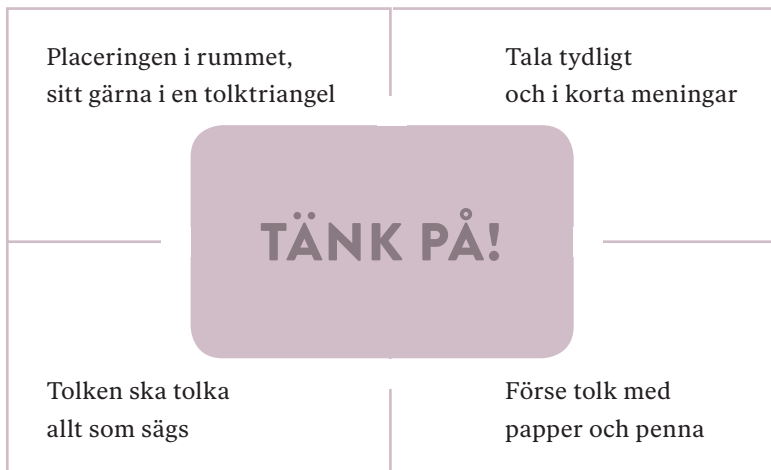 Placeringen i rummet,
sitt gärna i en tolktriangel
Tala tydligt
och i korta meningar
TÄNK PÅ!
Tolken ska tolka
allt som sägs
Förse tolk med
papper och penna